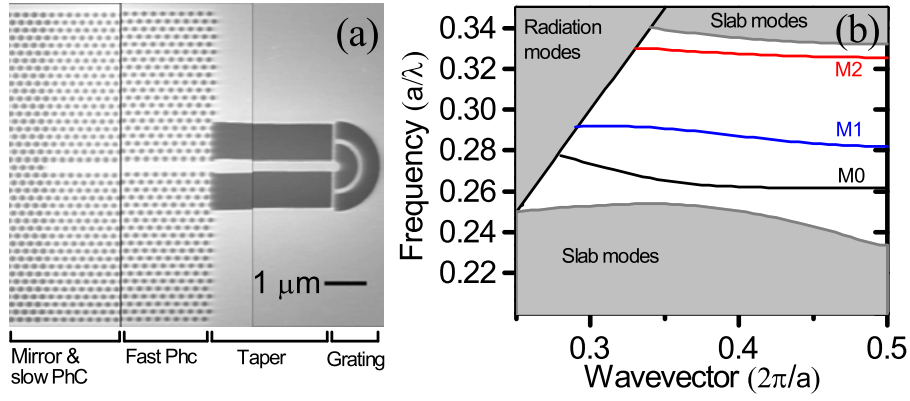 (a)
1 μm
Mirror &
slow PhC
Fast Phc
Taper
Grating
(b)
Frequency (a/λ)
0.34
0.32
0.30
0.28
0.26
0.24
0.22
Radiation
modes
Slab modes
M2
M1
M0
Slab modes
0.3
0.4
0.5
Wavevector (2π/a)